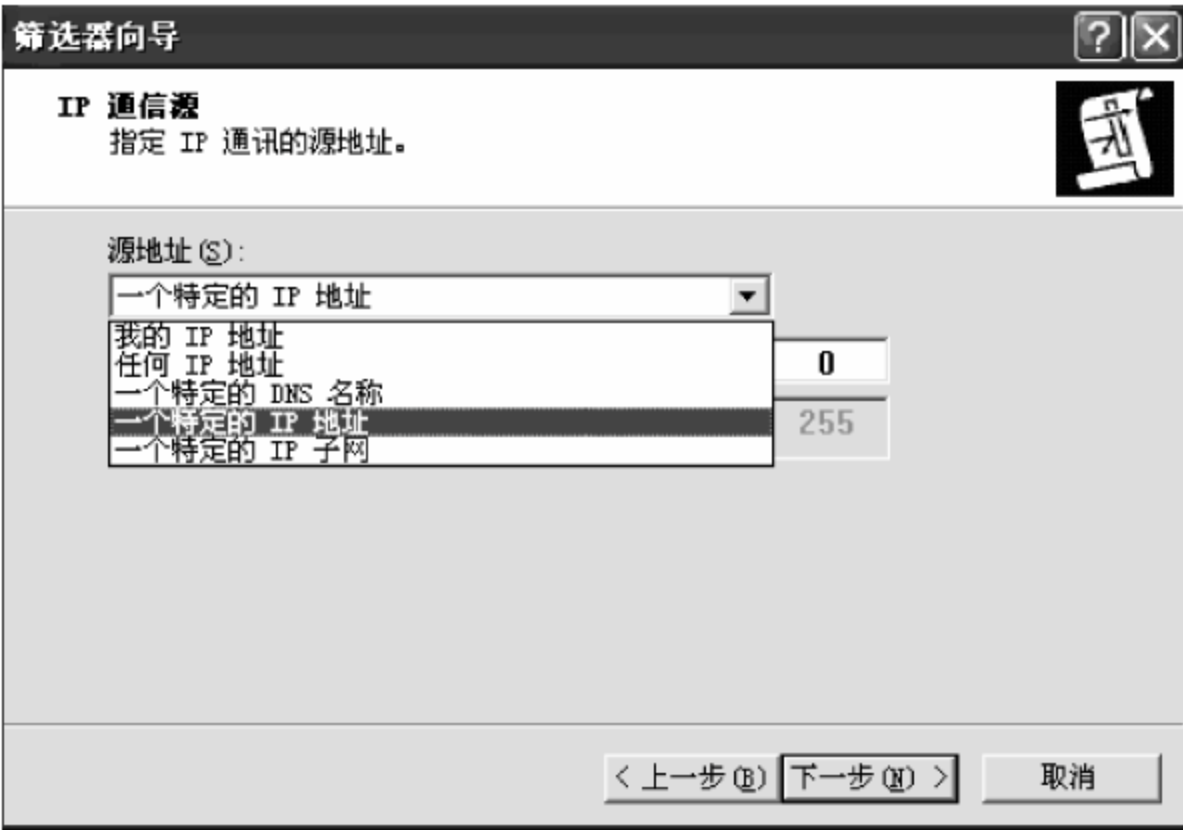 筛选器向导
IP 通信源
指定 IP 通讯的源地址。
源地址(S):
一个特定的 IP 地址
我的 IP 地址
任何 IP 地址
0
一个特定的 DNS 名称
一个特定的 IP 地址
255
一个特定的 IP 子网
< 上一步(B)
下一步(N) >
取消